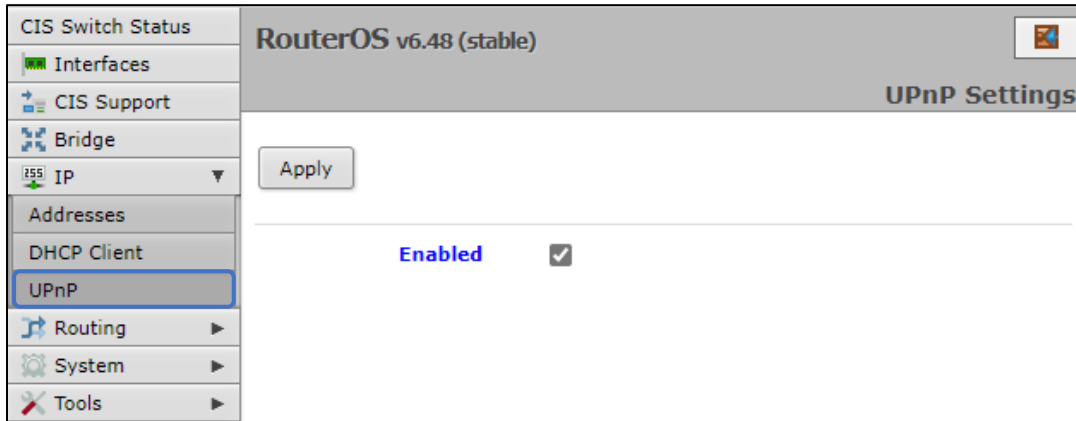 CIS Switch Status
Interfaces
CIS Support
Bridge
255 IP
Addresses
DHCP Client
UPnP
Routing
System
Tools
RouterOS v6.48 (stable)
UPnP Settings
Apply
Enabled